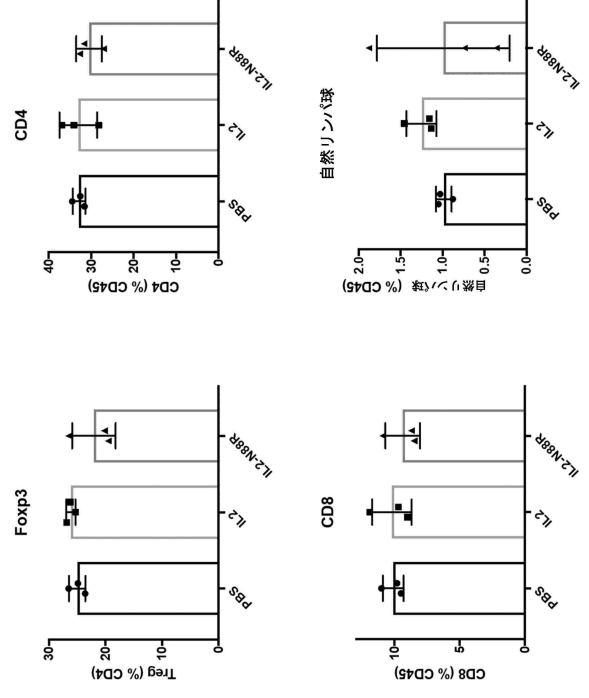 Foxp3
Treg (% CD4)
30
20
10
0
PBS
IL2
IL2-N88R
CD4
CD4 (% CD45)
40
30
20
10
0
PBS
IL2
IL2-N88R
CD8
CD8 (% CD45)
10
5
0
PBS
IL2
IL2-N88R
自然リンパ球
自然リンパ球 (% CD45)
2.0
1.5
1.0
0.5
0.0
PBS
IL2
IL2-N88R